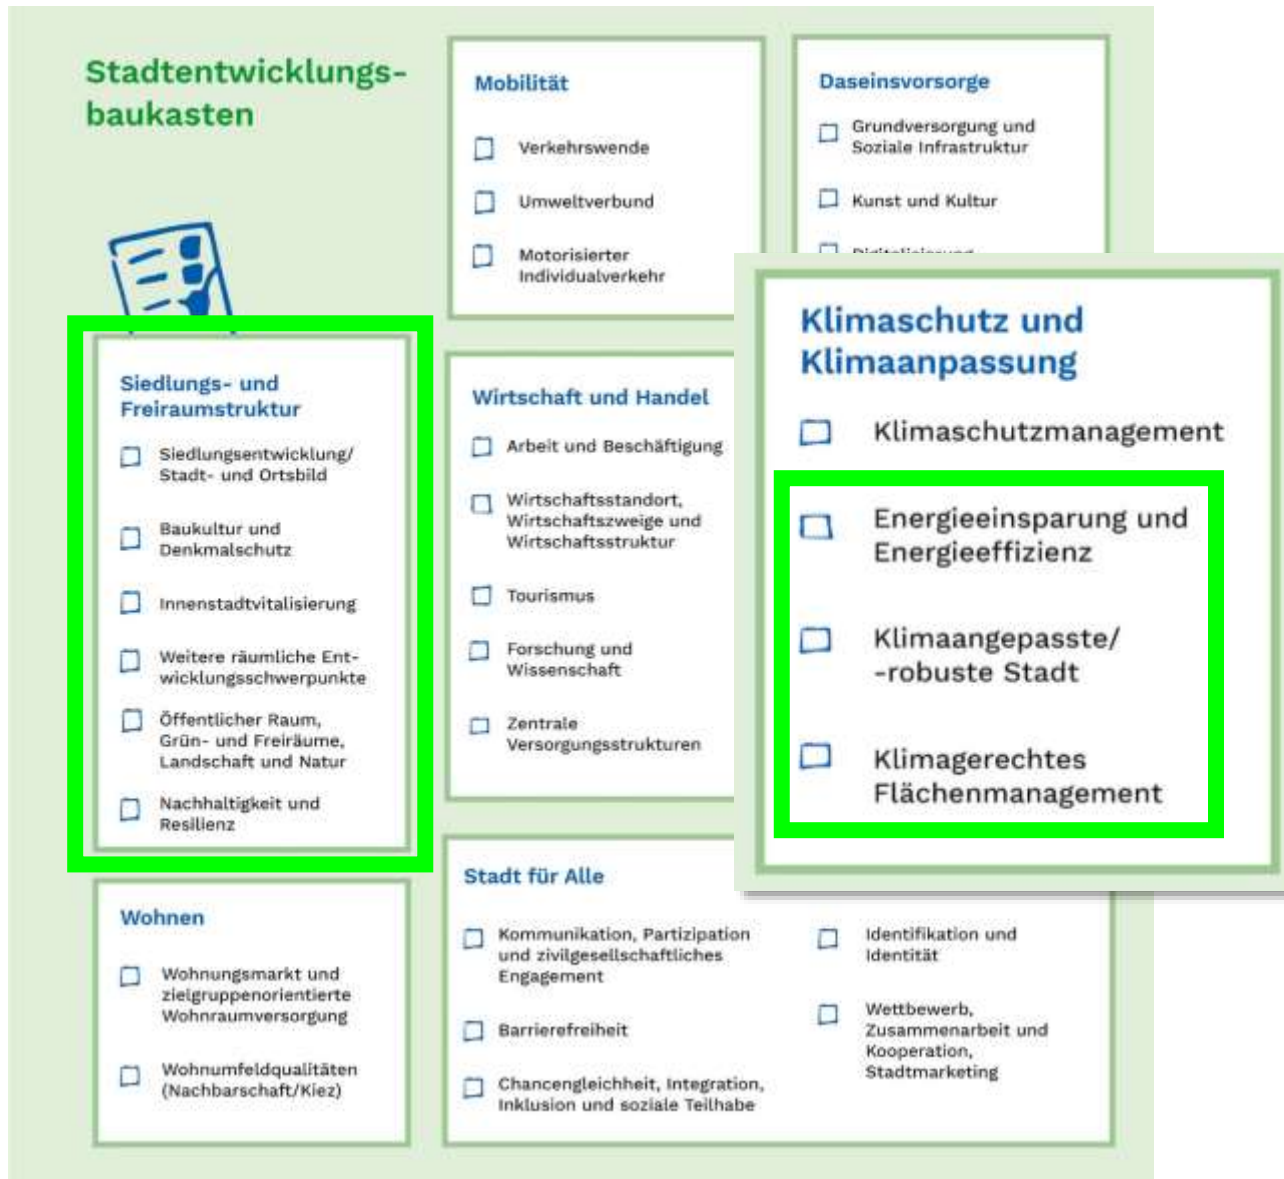 Stadtentwicklungs-
baukasten
Mobilität
Verkehrswende
Umweltverbund
Motorisierter
Individualverkehr
Daseinsvorsorge
Grundversorgung und
Soziale Infrastruktur
Kunst und Kultur
Digitalisierung
Siedlungs- und
Freiraumstruktur
Siedlungsentwicklung/
Stadt- und Ortsbild
Baukultur und
Denkmalschutz
Innenstadtvitalisierung
Weitere räumliche Ent-
wicklungsschwerpunkte
Öffentlicher Raum,
Grün- und Freiräume,
Landschaft und Natur
Nachhaltigkeit und
Resilienz
Wirtschaft und Handel
Arbeit und Beschäftigung
Wirtschaftsstandort,
Wirtschaftszweige und
Wirtschaftsstruktur
Tourismus
Forschung und
Wissenschaft
Zentrale
Versorgungsstrukturen
Klimaschutz und
Klimaanpassung
Klimaschutzmanagement
Energieeinsparung und
Energieeffizienz
Klimaangepasste/
-robuste Stadt
Klimagerechtes
Flächenmanagement
Wohnen
Wohnungsmarkt und
zielgruppenorientierte
Wohnraumversorgung
Wohnumfeldqualitäten
(Nachbarschaft/Kiez)
Stadt für Alle
Kommunikation, Partizipation
und zivilgesellschaftliches
Engagement
Barrierefreiheit
Chancengleichheit, Integration,
Inklusion und soziale Teilhabe
Identifikation und
Identität
Wettbewerb,
Zusammenarbeit und
Kooperation,
Stadtmarketing